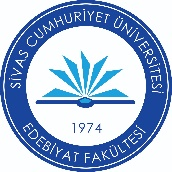 SİVAS CUMHURİYET ÜNİVERSİTESİ
1974
EDEBİYAT FAKÜLTESİ